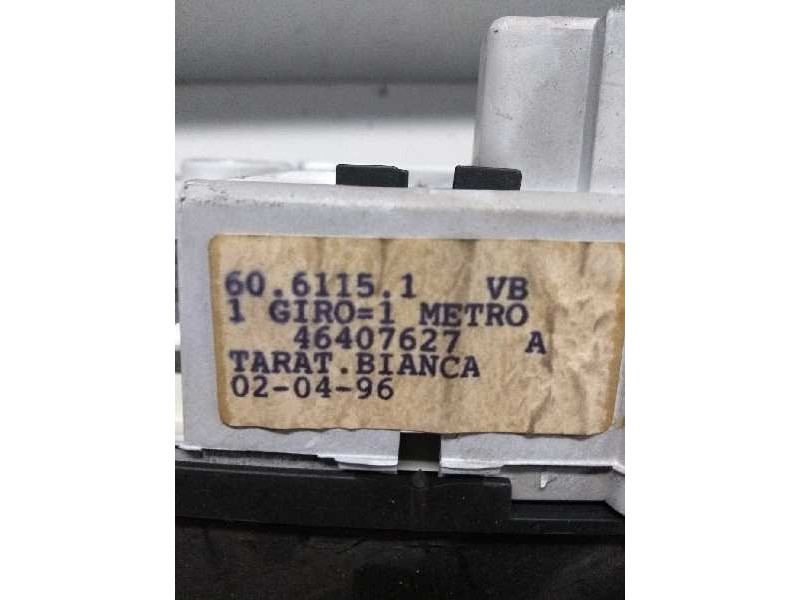 60.6115.1 VB
1 GIRO=1 METRO
46407627 A
TARAT.BIANCA
02-04-96